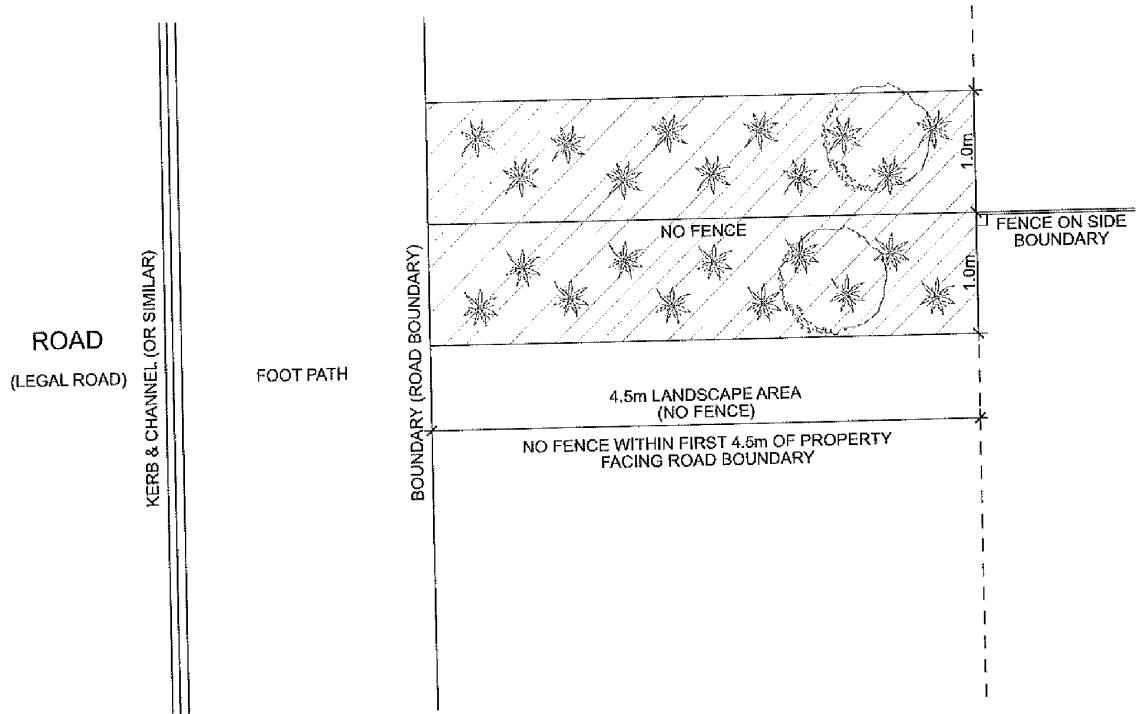 ROAD
(LEGAL ROAD)
KERB & CHANNEL (OR SIMILAR)
FOOT PATH
BOUNDARY (ROAD BOUNDARY)
NO FENCE
1.0m
1.0m
FENCE ON SIDE
BOUNDARY
4.5m LANDSCAPE AREA
(NO FENCE)
NO FENCE WITHIN FIRST 4.5m OF PROPERTY
FACING ROAD BOUNDARY